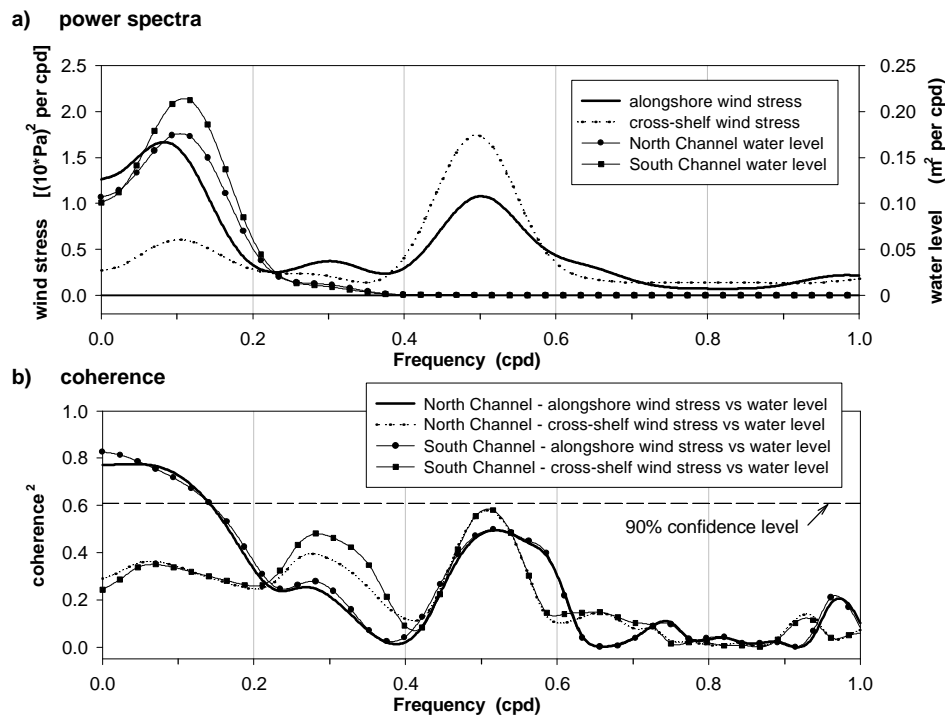 a) power spectra
wind stress [(10*Pa)² per cpd]
2.5
2.0
1.5
1.0
0.5
0.0
alongshore wind stress
cross-shelf wind stress
North Channel water level
South Channel water level
0.25
0.20
0.15
0.10
0.05
0
water level (m² per cpd)
0.0 0.2 0.4 0.6 0.8 1.0
Frequency (cpd)
b) coherence
coherence²
1.0
0.8
0.6
0.4
0.2
0.0
North Channel - alongshore wind stress vs water level
North Channel - cross-shelf wind stress vs water level
South Channel - alongshore wind stress vs water level
South Channel - cross-shelf wind stress vs water level
90% confidence level
0.0 0.2 0.4 0.6 0.8 1.0
Frequency (cpd)